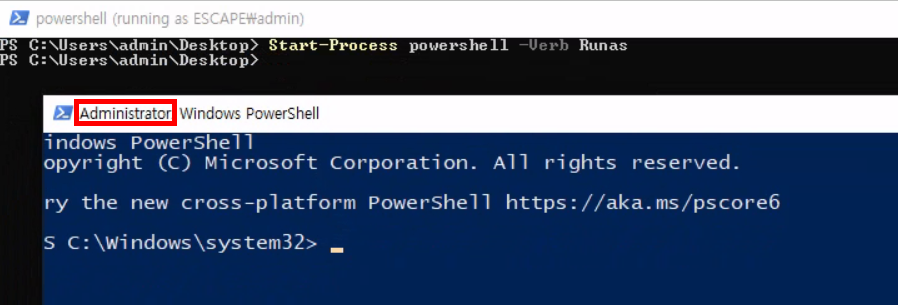 powershell (running as ESCAPE₩admin)
PS C:\Users\admin\Desktop> Start-Process powershell -Verb Runas
PS C:\Users\admin\Desktop>
Administrator Windows PowerShell
indows PowerShell
opyright (C) Microsoft Corporation. All rights reserved.
ry the new cross-platform PowerShell https://aka.ms/pscore6
S C:\Windows\system32>